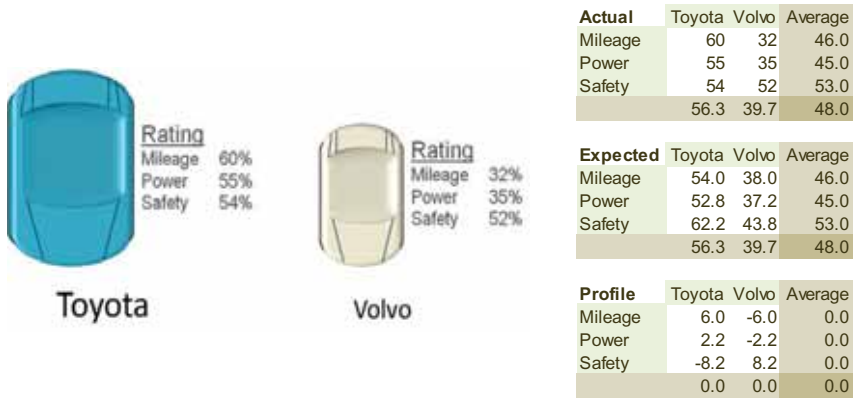 Rating
Mileage 60%
Power 55%
Safety 54%
Toyota
Rating
Mileage 32%
Power 35%
Safety 52%
Volvo
Actual Toyota Volvo Average
Mileage 60 32 46.0
Power 55 35 45.0
Safety 54 52 53.0
56.3 39.7 48.0
Expected Toyota Volvo Average
Mileage 54.0 38.0 46.0
Power 52.8 37.2 45.0
Safety 62.2 43.8 53.0
56.3 39.7 48.0
Profile Toyota Volvo Average
Mileage 6.0 -6.0 0.0
Power 2.2 -2.2 0.0
Safety -8.2 8.2 0.0
0.0 0.0 0.0